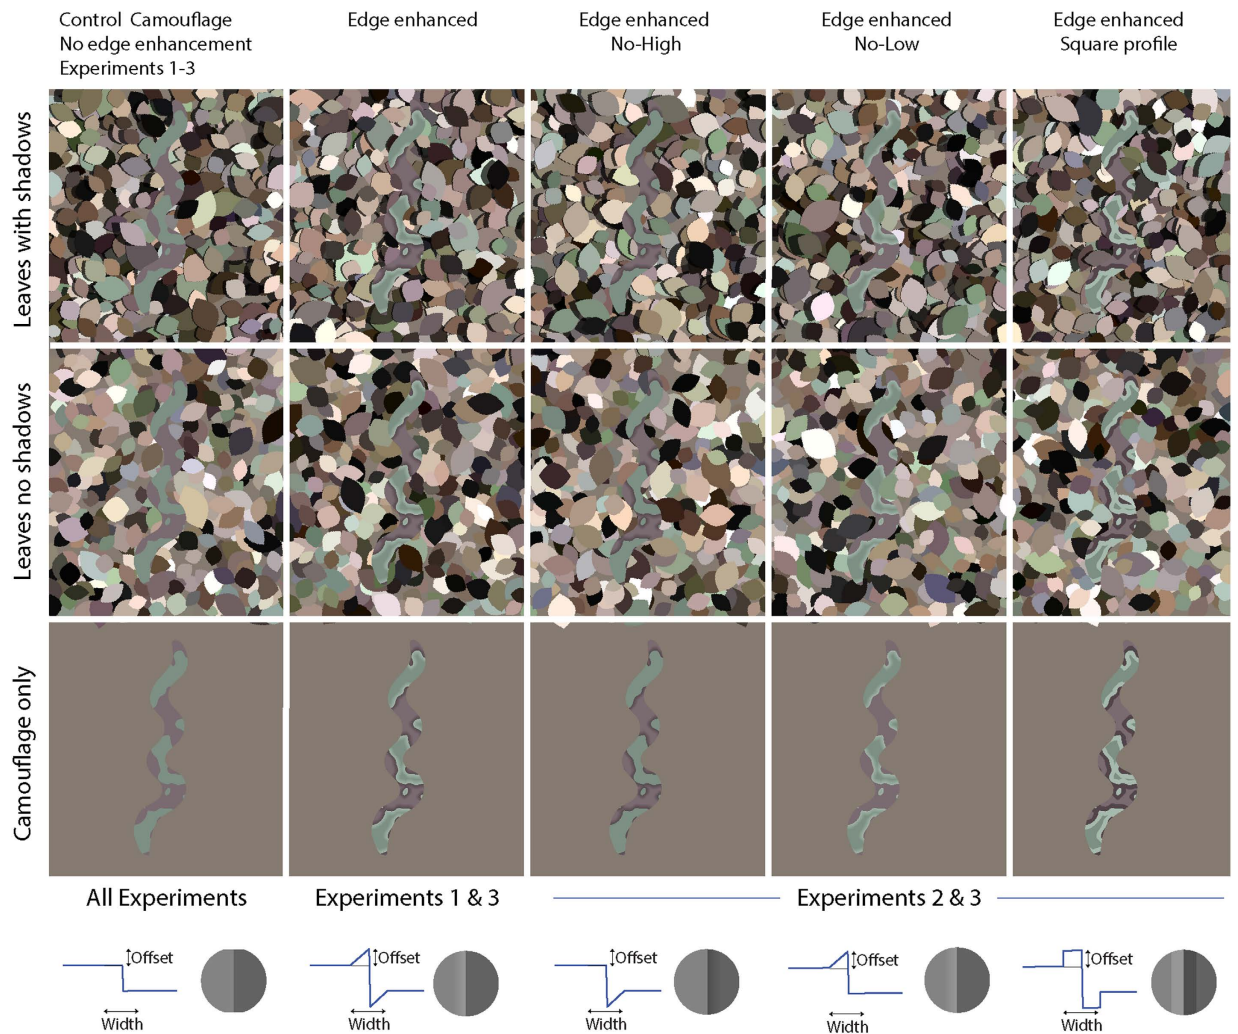 Control Camouflage
No edge enhancement
Experiments 1-3
Edge enhanced
Edge enhanced
No-High
Edge enhanced
No-Low
Edge enhanced
Square profile
Leaves with shadows
Leaves no shadows
Camouflage only
All Experiments
Experiments 1 & 3
Experiments 2 & 3
Offset
Width
Offset
Width
Offset
Width
Offset
Width
Offset
Width